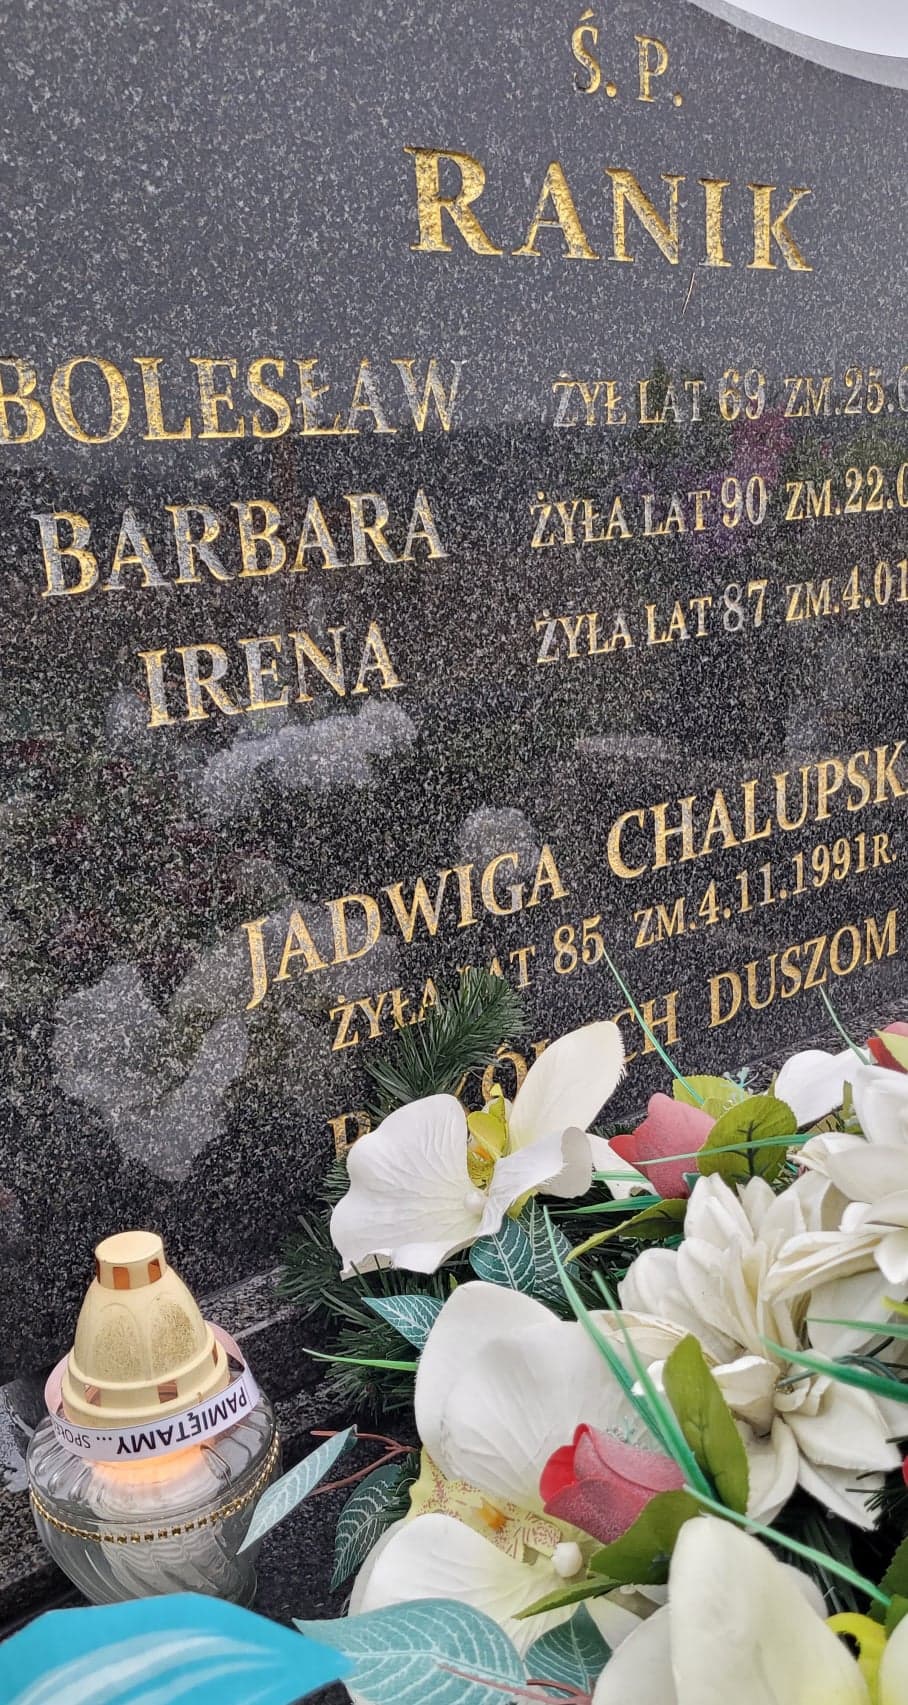 Ś. P.
RANIK
BOLESŁAW ŻYŁ LAT 69 ZM.25.
BARBARA ŻYŁA LAT 90 ZM.22.0
IRENA ŻYŁA LAT 87 ZM.4.01
JADWIGA CHALUPSK
ŻYŁA LAT 85 ZM.4.11.1991R.
DUSZOM
PAMIĘTAMY...